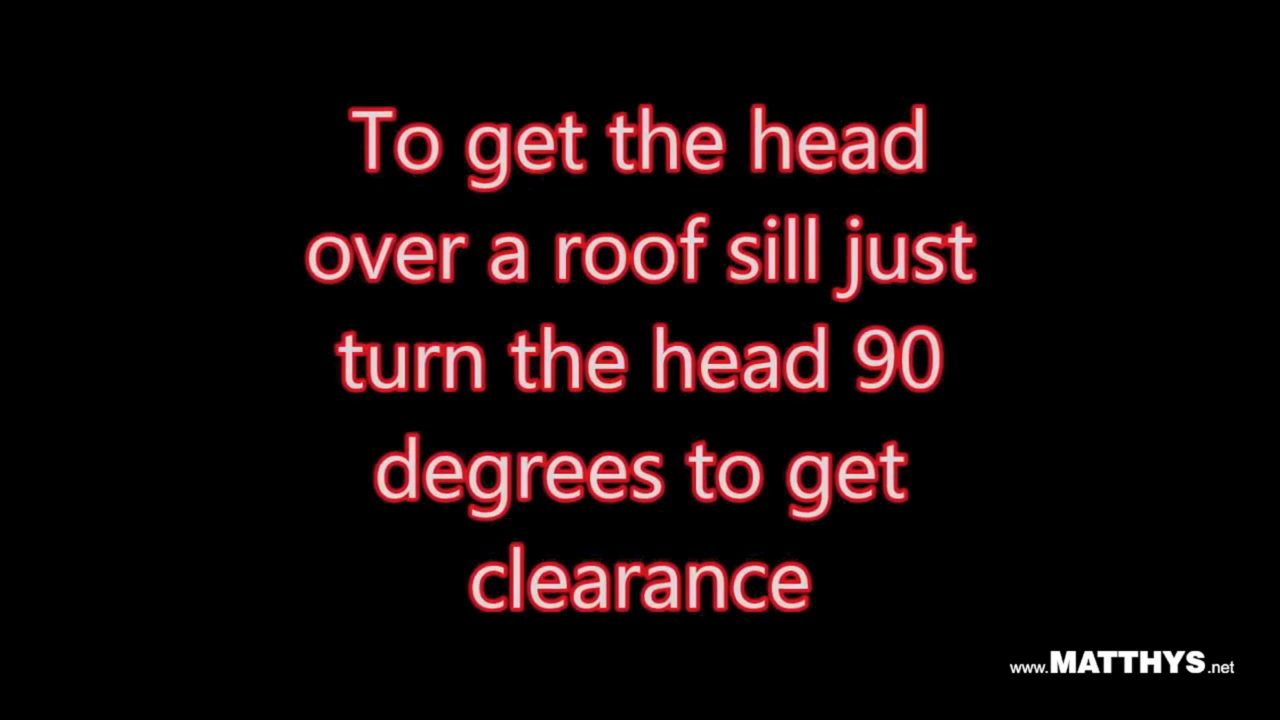 To get the head
over a roof sill just
turn the head 90
degrees to get
clearance
www.MATTHYS.net